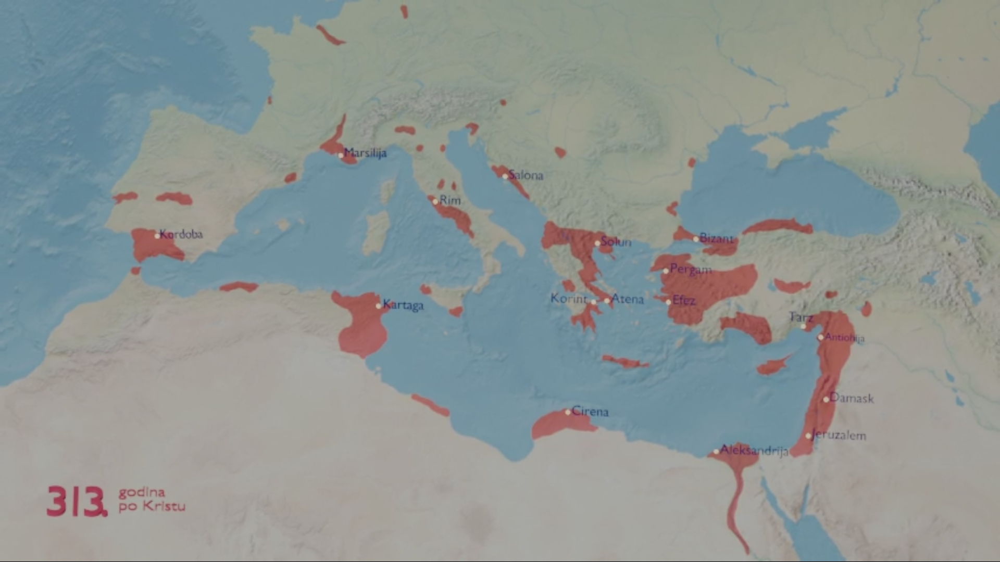 Marsilija
Salona
Rim
Kordoba
Solun
Bizant
Pergam
Kartaga
Korint
Atena
Efez
Tarz
Antiohija
Damask
Cirena
Jeruzalem
Aleksandrija
313. godina
po Kristu